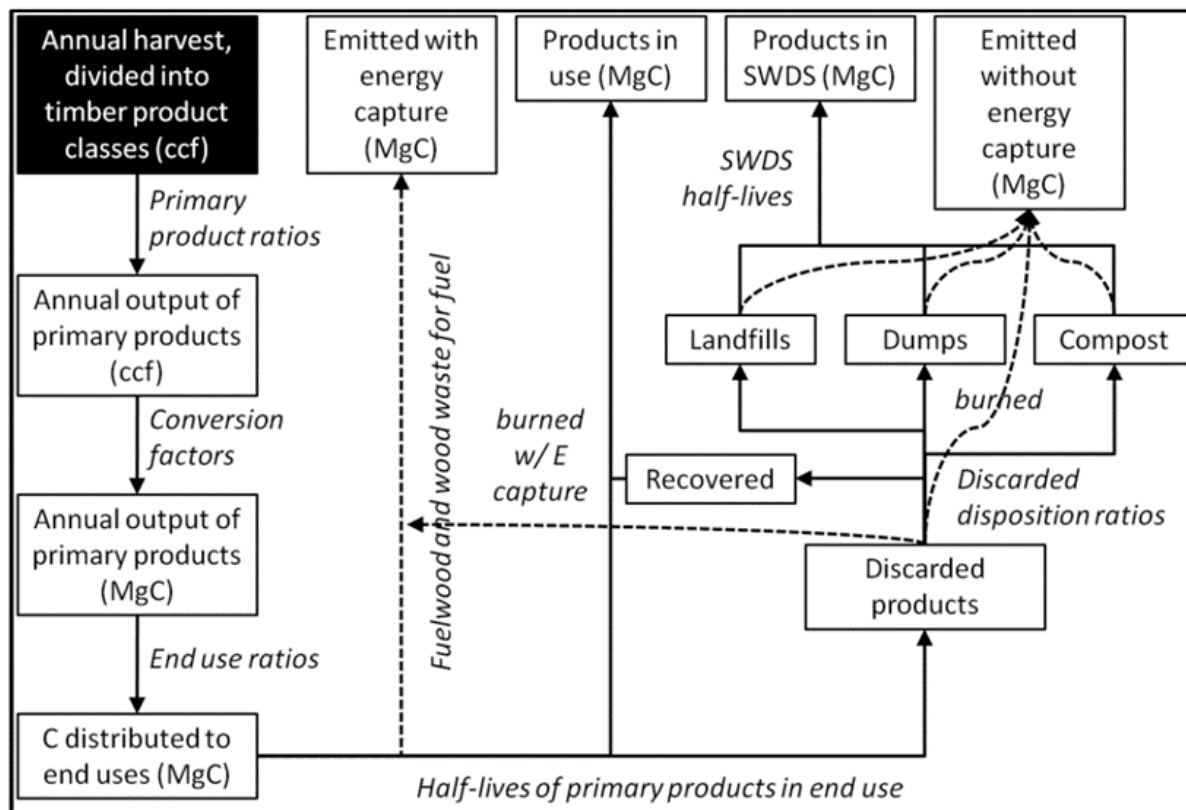 Annual harvest,
divided into
timber product
classes (ccf)
Primary
product ratios
Annual output of
primary products
(ccf)
Conversion
factors
Annual output of
primary products
(MgC)
End use ratios
C distributed to
end uses (MgC)
Emitted with
energy
capture
(MgC)
Fuelwood and wood waste for fuel
Products in
use (MgC)
burned
w/ E
capture
Products in
SWDS (MgC)
SWDS
half-lives
Emitted
without
energy
capture
(MgC)
Landfills
Dumps
Compost
burned
Recovered
Discarded
disposition ratios
Discarded
products
Half-lives of primary products in end use